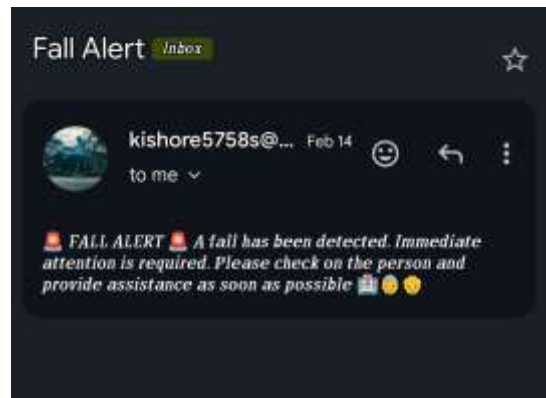 Fall Alert Inbox
kishore5758s@... Feb 14
to me
🚨 FALL ALERT 🚨 A fall has been detected. Immediate
attention is required. Please check on the person and
provide assistance as soon as possible 🏥👵👴